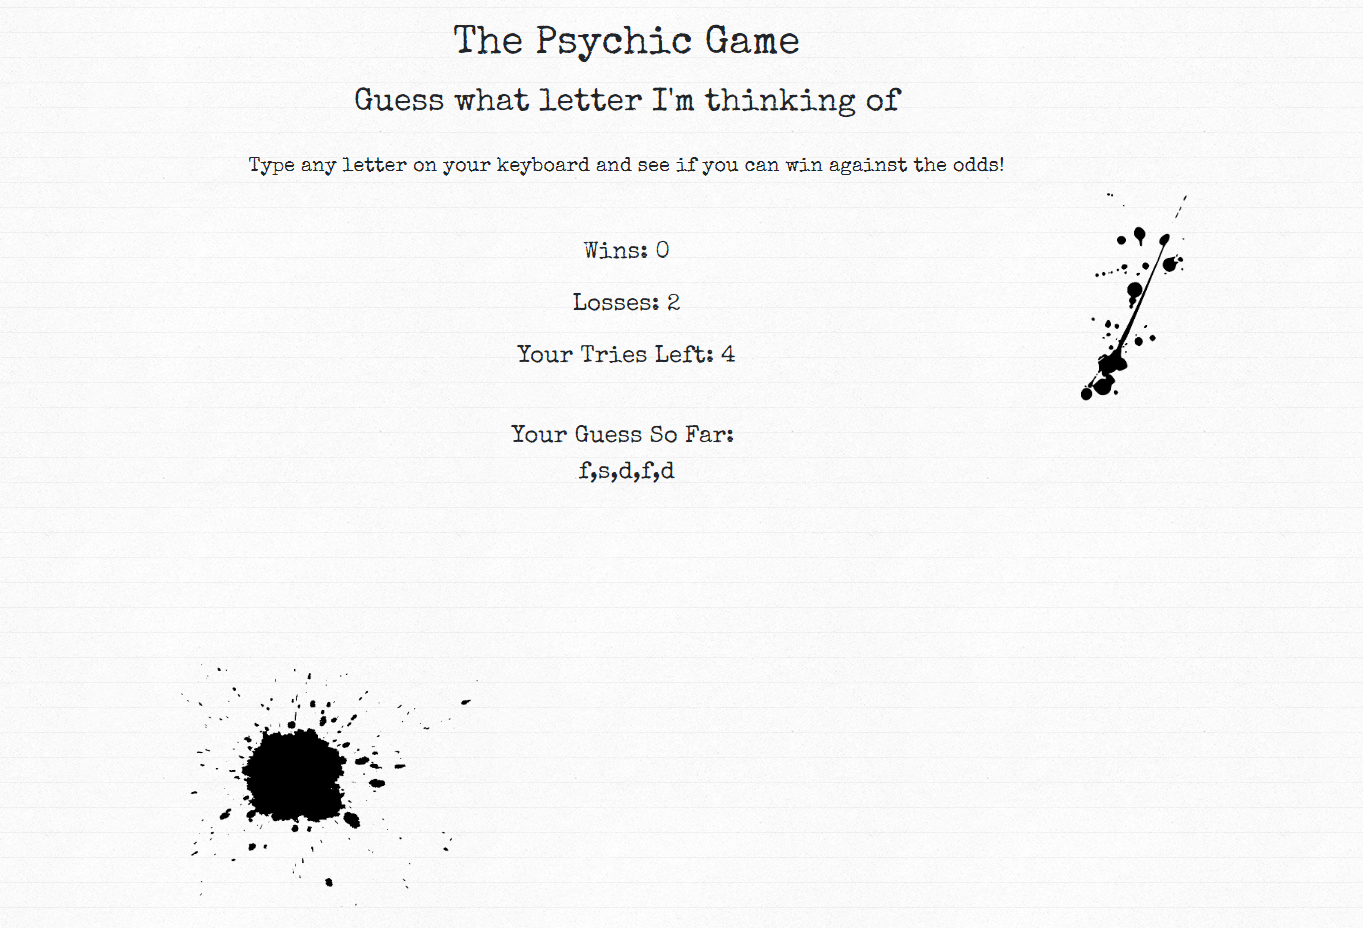 The Psychic Game
Guess what letter I'm thinking of
Type any letter on your keyboard and see if you can win against the odds!
Wins: 0
Losses: 2
Your Tries Left: 4
Your Guess So Far:
f,s,d,f,d